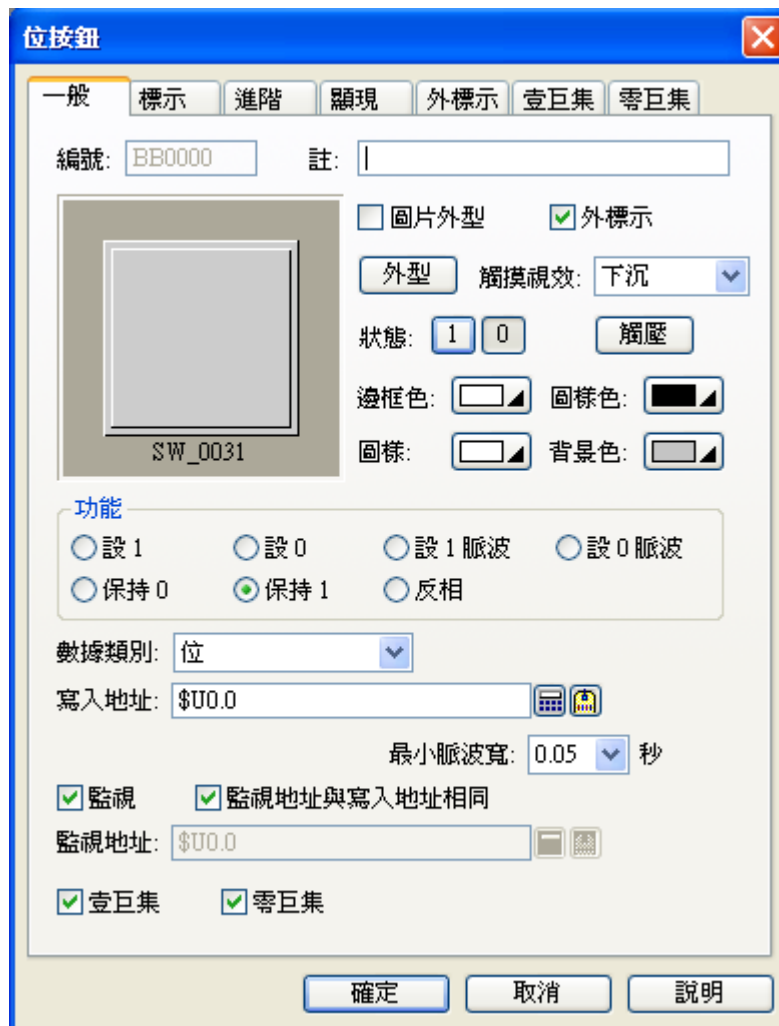 位按鈕
一般 標示 進階 顯現 外標示 壹巨集 零巨集
編號: BB0000 註:
圖片外型 外標示
外型 觸摸視效: 下沉
狀態: 1 0 觸壓
邊框色: 圖樣色:
SW_0031 圖樣: 背景色:
功能
設 1 設 0 設 1 脈波 設 0 脈波
保持 0 保持 1 反相
數據類別: 位
寫入地址: $U0.0
最小脈波寬: 0.05 秒
監視 監視地址與寫入地址相同
監視地址: $U0.0
壹巨集 零巨集
確定 取消 說明